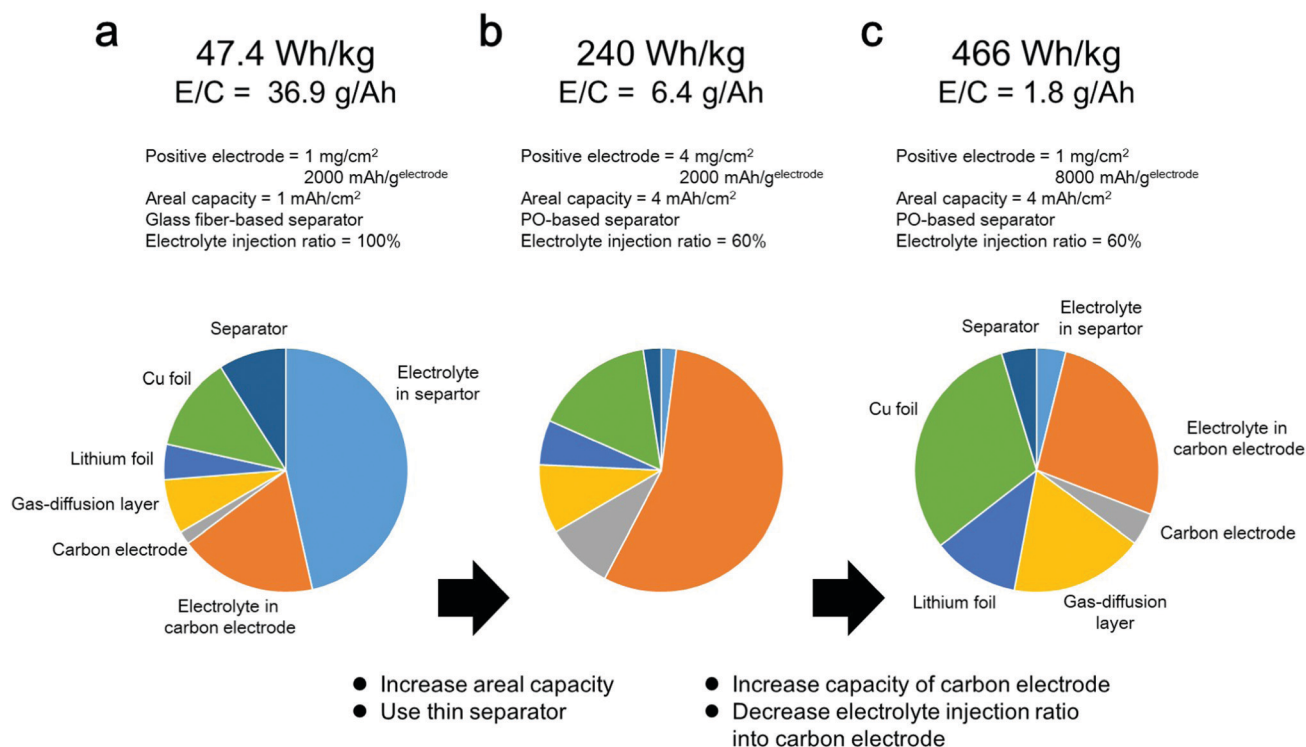 a
47.4 Wh/kg
E/C = 36.9 g/Ah
Positive electrode = 1 mg/cm²
2000 mAh/g^electrode
Areal capacity = 1 mAh/cm²
Glass fiber-based separator
Electrolyte injection ratio = 100%
Separator
Cu foil
Lithium foil
Gas-diffusion layer
Carbon electrode
Electrolyte in
carbon electrode
Electrolyte
in separtor
b
240 Wh/kg
E/C = 6.4 g/Ah
Positive electrode = 4 mg/cm²
2000 mAh/g^electrode
Areal capacity = 4 mAh/cm²
PO-based separator
Electrolyte injection ratio = 60%
c
466 Wh/kg
E/C = 1.8 g/Ah
Positive electrode = 1 mg/cm²
8000 mAh/g^electrode
Areal capacity = 4 mAh/cm²
PO-based separator
Electrolyte injection ratio = 60%
Separator
Electrolyte
in separtor
Cu foil
Electrolyte in
carbon electrode
Carbon electrode
Lithium foil
Gas-diffusion
layer
● Increase areal capacity
● Use thin separator
● Increase capacity of carbon electrode
● Decrease electrolyte injection ratio
into carbon electrode